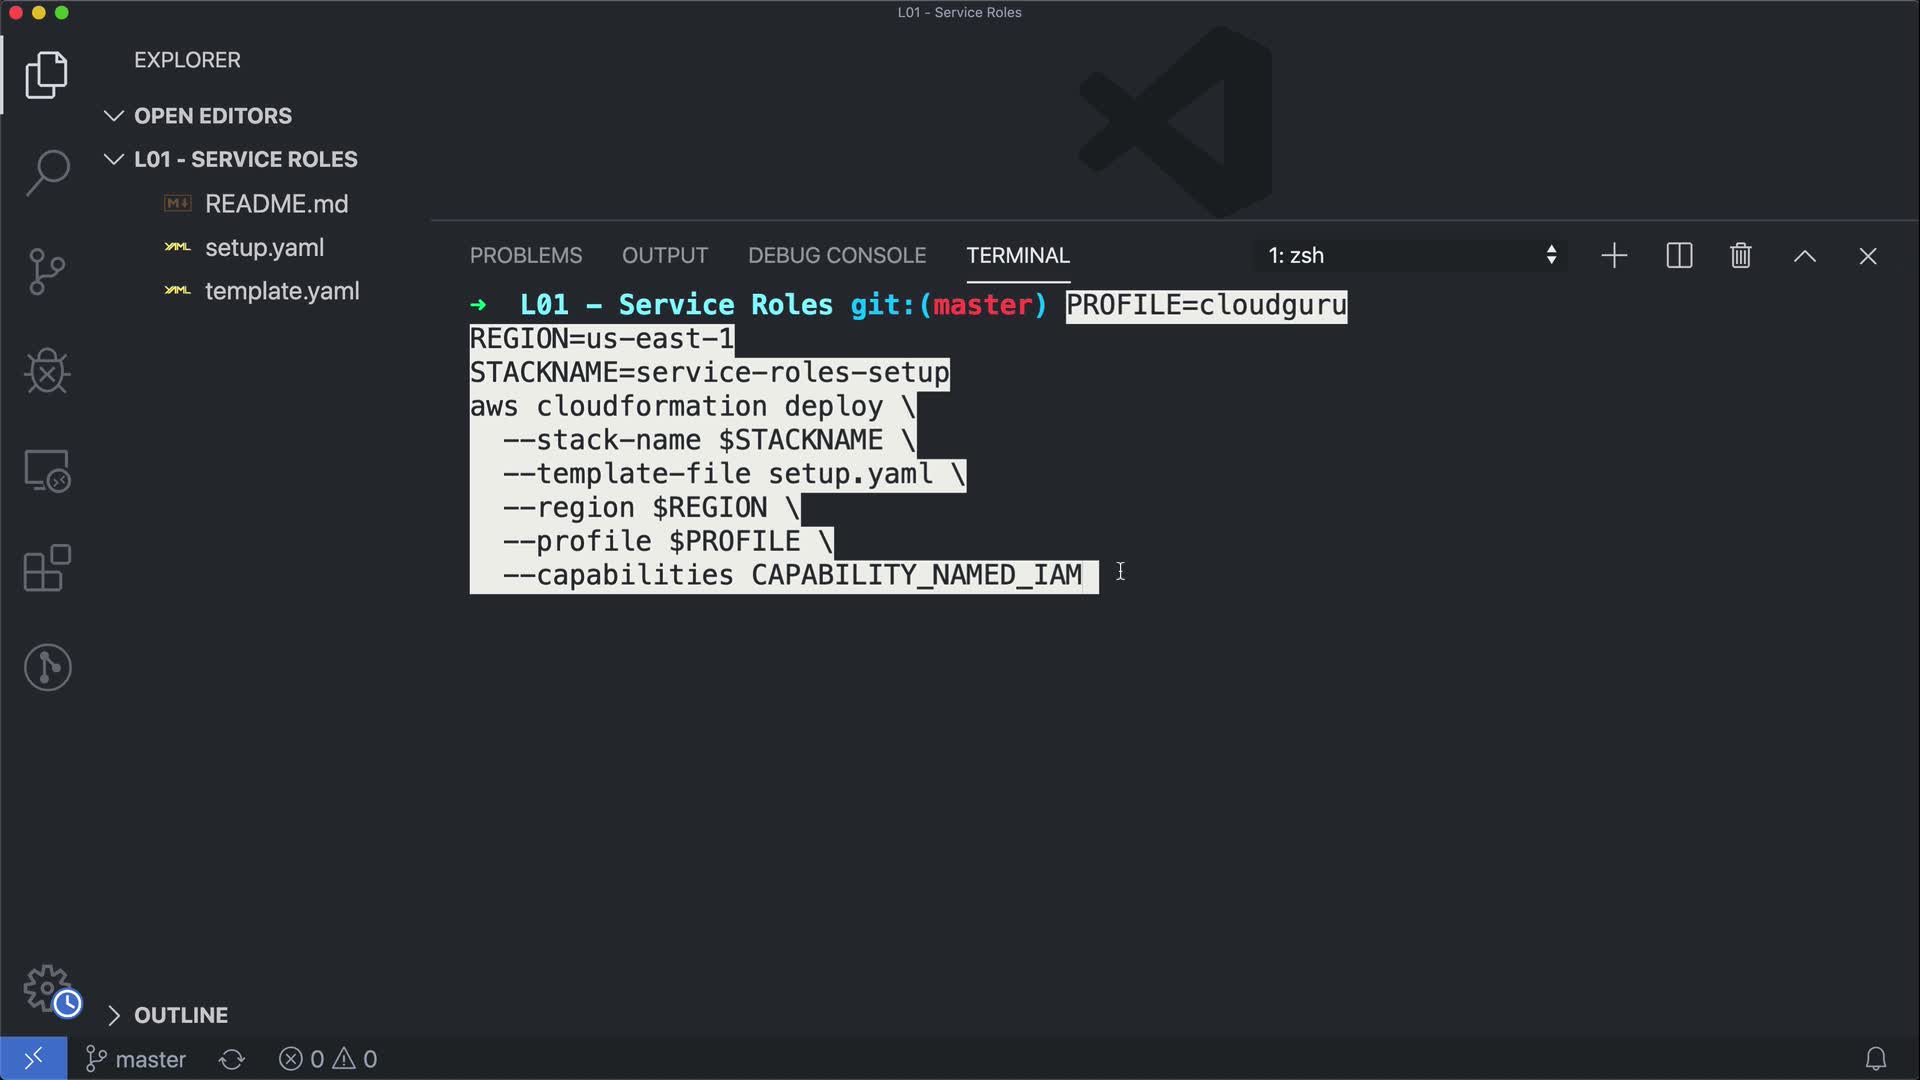 L01 - Service Roles
EXPLORER
OPEN EDITORS
L01 - SERVICE ROLES
README.md
setup.yaml
template.yaml
PROBLEMS OUTPUT DEBUG CONSOLE TERMINAL 1: zsh
➜ L01 - Service Roles git:(master) PROFILE=cloudguru
REGION=us-east-1
STACKNAME=service-roles-setup
aws cloudformation deploy \
--stack-name $STACKNAME \
--template-file setup.yaml \
--region $REGION \
--profile $PROFILE \
--capabilities CAPABILITY_NAMED_IAM
OUTLINE
master 0 0